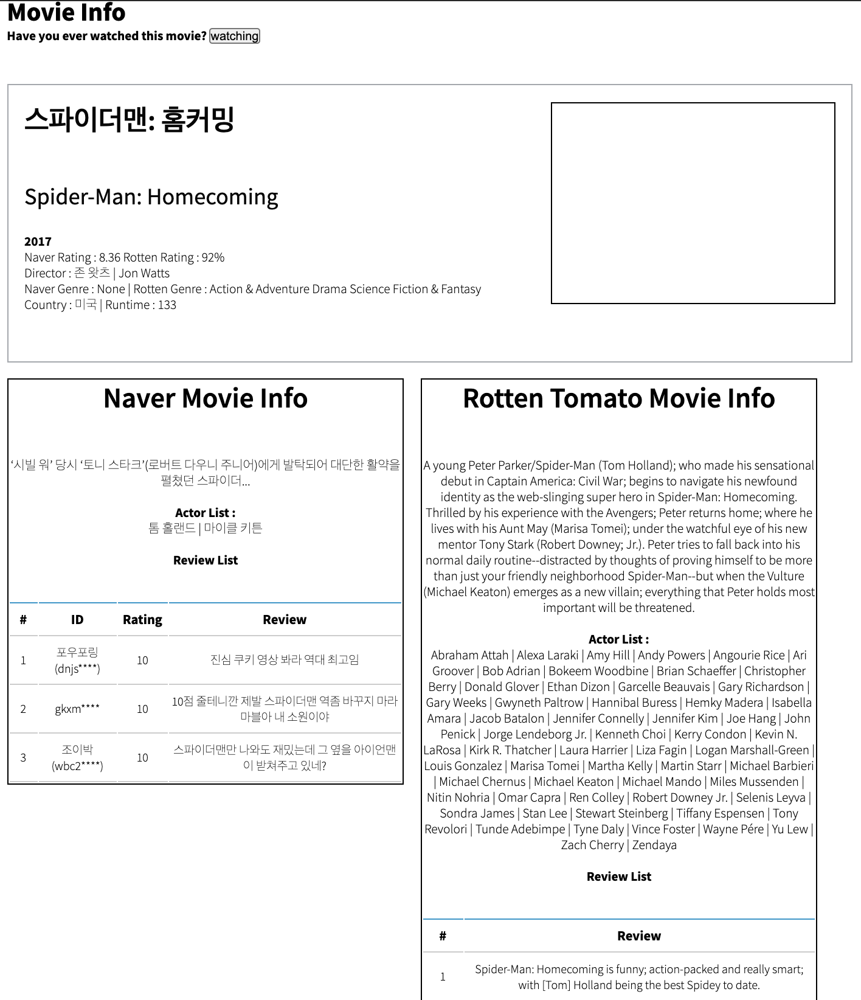 Movie Info
Have you ever watched this movie? watching
스파이더맨: 홈커밍
Spider-Man: Homecoming
2017
Naver Rating : 8.36 Rotten Rating : 92%
Director : 존 왓츠 | Jon Watts
Naver Genre : None | Rotten Genre : Action & Adventure Drama Science Fiction & Fantasy
Country : 미국 | Runtime : 133
Naver Movie Info
‘시빌 워’ 당시 ‘토니 스타크’(로버트 다우니 주니어)에게 발탁되어 대단한 활약을
펼쳤던 스파이더...
Actor List :
톰 홀랜드 | 마이클 키튼
Review List
# ID Rating Review
1 포우포링 (dnjs****) 10 진심 쿠키 영상 봐라 역대 최고임
2 gkxm**** 10 10점 줄테니깐 제발 스파이더맨 역좀 바꾸지 마라
마블아 내 소원이야
3 조이박 (wbc2****) 10 스파이더맨만 나와도 재밌는데 그 옆을 아이언맨
이 받쳐주고 있네?
Rotten Tomato Movie Info
A young Peter Parker/Spider-Man (Tom Holland); who made his sensational
debut in Captain America: Civil War; begins to navigate his newfound
identity as the web-slinging super hero in Spider-Man: Homecoming.
Thrilled by his experience with the Avengers; Peter returns home; where he
lives with his Aunt May (Marisa Tomei); under the watchful eye of his new
mentor Tony Stark (Robert Downey; Jr.). Peter tries to fall back into his
normal daily routine--distracted by thoughts of proving himself to be more
than just your friendly neighborhood Spider-Man--but when the Vulture
(Michael Keaton) emerges as a new villain; everything that Peter holds most
important will be threatened.
Actor List :
Abraham Attah | Alexa Laraki | Amy Hill | Andy Powers | Angourie Rice | Ari
Groover | Bob Adrian | Bokeem Woodbine | Brian Schaeffer | Christopher
Berry | Donald Glover | Ethan Dizon | Garcelle Beauvais | Gary Richardson |
Gary Weeks | Gwyneth Paltrow | Hannibal Buress | Hemky Madera | Isabella
Amara | Jacob Batalon | Jennifer Connelly | Jennifer Kim | Joe Hang | John
Penick | Jorge Lendeborg Jr. | Kenneth Choi | Kerry Condon | Kevin N.
LaRosa | Kirk R. Thatcher | Laura Harrier | Liza Fagin | Logan Marshall-Green |
Louis Gonzalez | Marisa Tomei | Martha Kelly | Martin Starr | Michael Barbieri
| Michael Chernus | Michael Keaton | Michael Mando | Miles Mussenden |
Nitin Nohria | Omar Capra | Ren Colley | Robert Downey Jr. | Selenis Leyva |
Sondra James | Stan Lee | Stewart Steinberg | Tiffany Espensen | Tony
Revolori | Tunde Adebimpe | Tyne Daly | Vince Foster | Wayne Pére | Yu Lew |
Zach Cherry | Zendaya
Review List
# Review
1 Spider-Man: Homecoming is funny; action-packed and really smart;
with [Tom] Holland being the best Spidey to date.